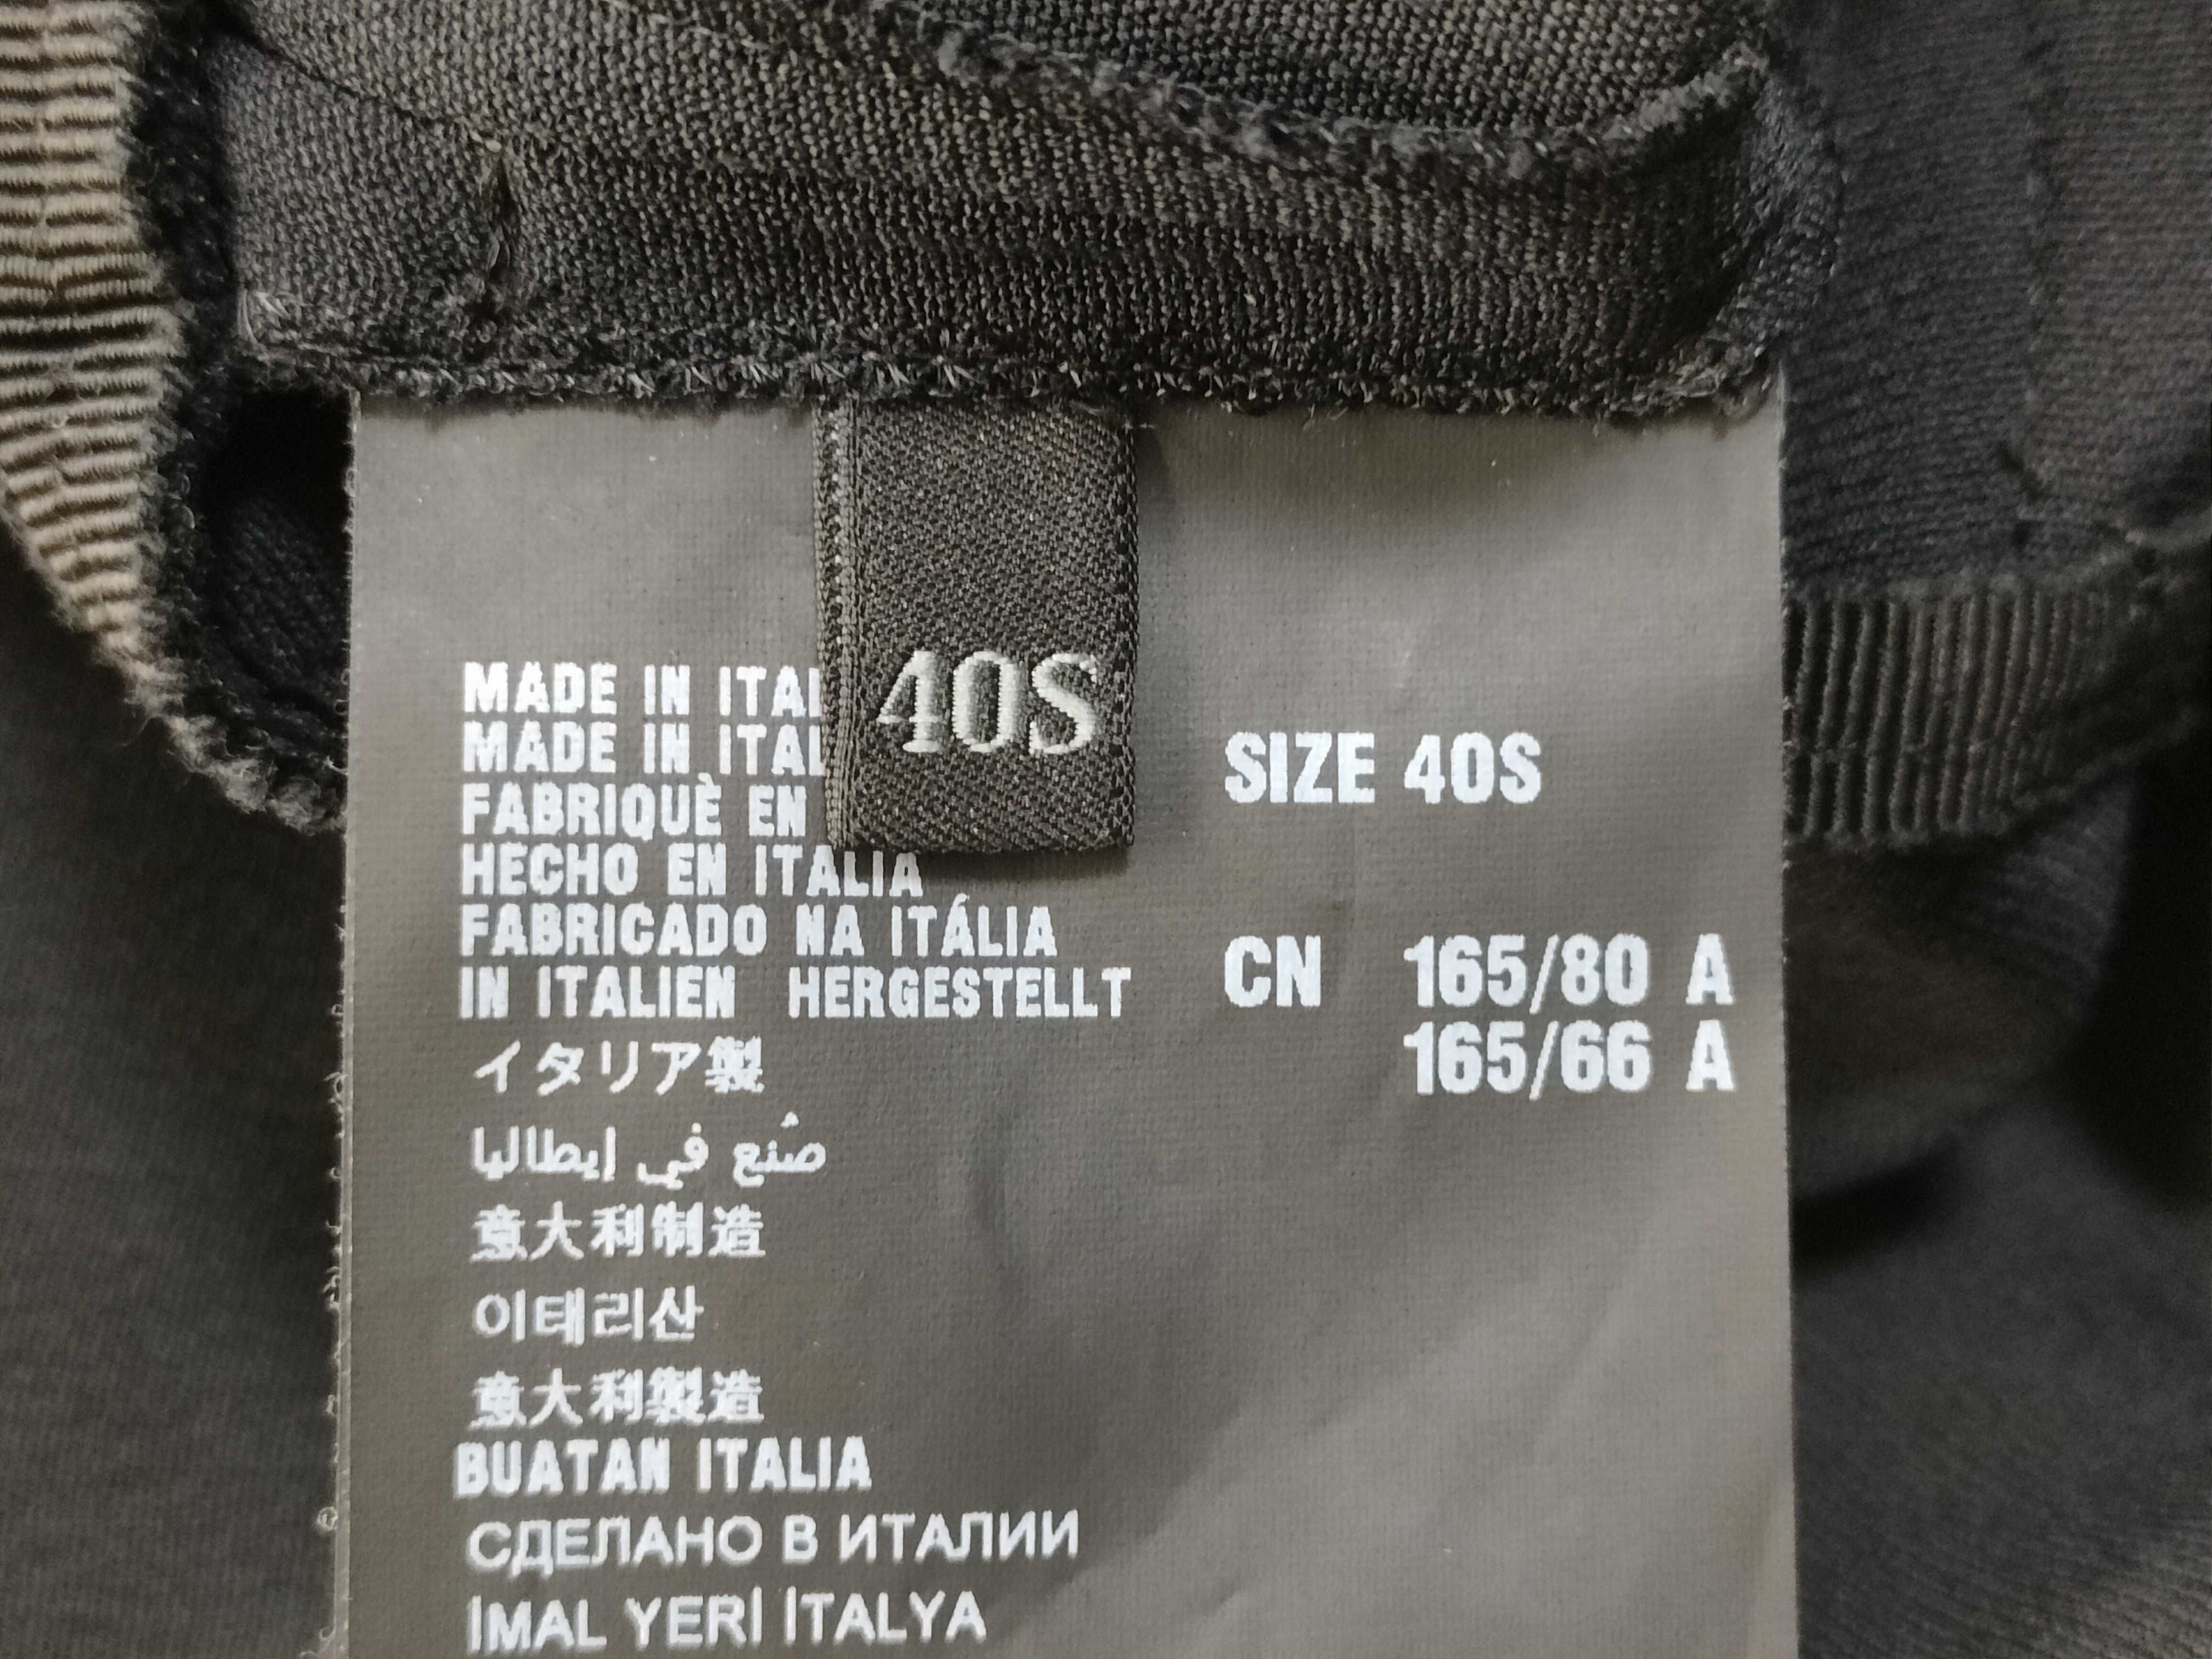 40S
MADE IN ITAL
MADE IN ITAL
FABRIQUÈ EN
HECHO EN ITALIA
FABRICADO NA ITÁLIA
IN ITALIEN HERGESTELLT
イタリア製
صُنع في إيطاليا
意大利制造
이태리산
意大利製造
BUATAN ITALIA
СДЕЛАНО В ИТАЛИИ
İMAL YERİ İTALYA
SIZE 40S
CN 165/80 A
165/66 A